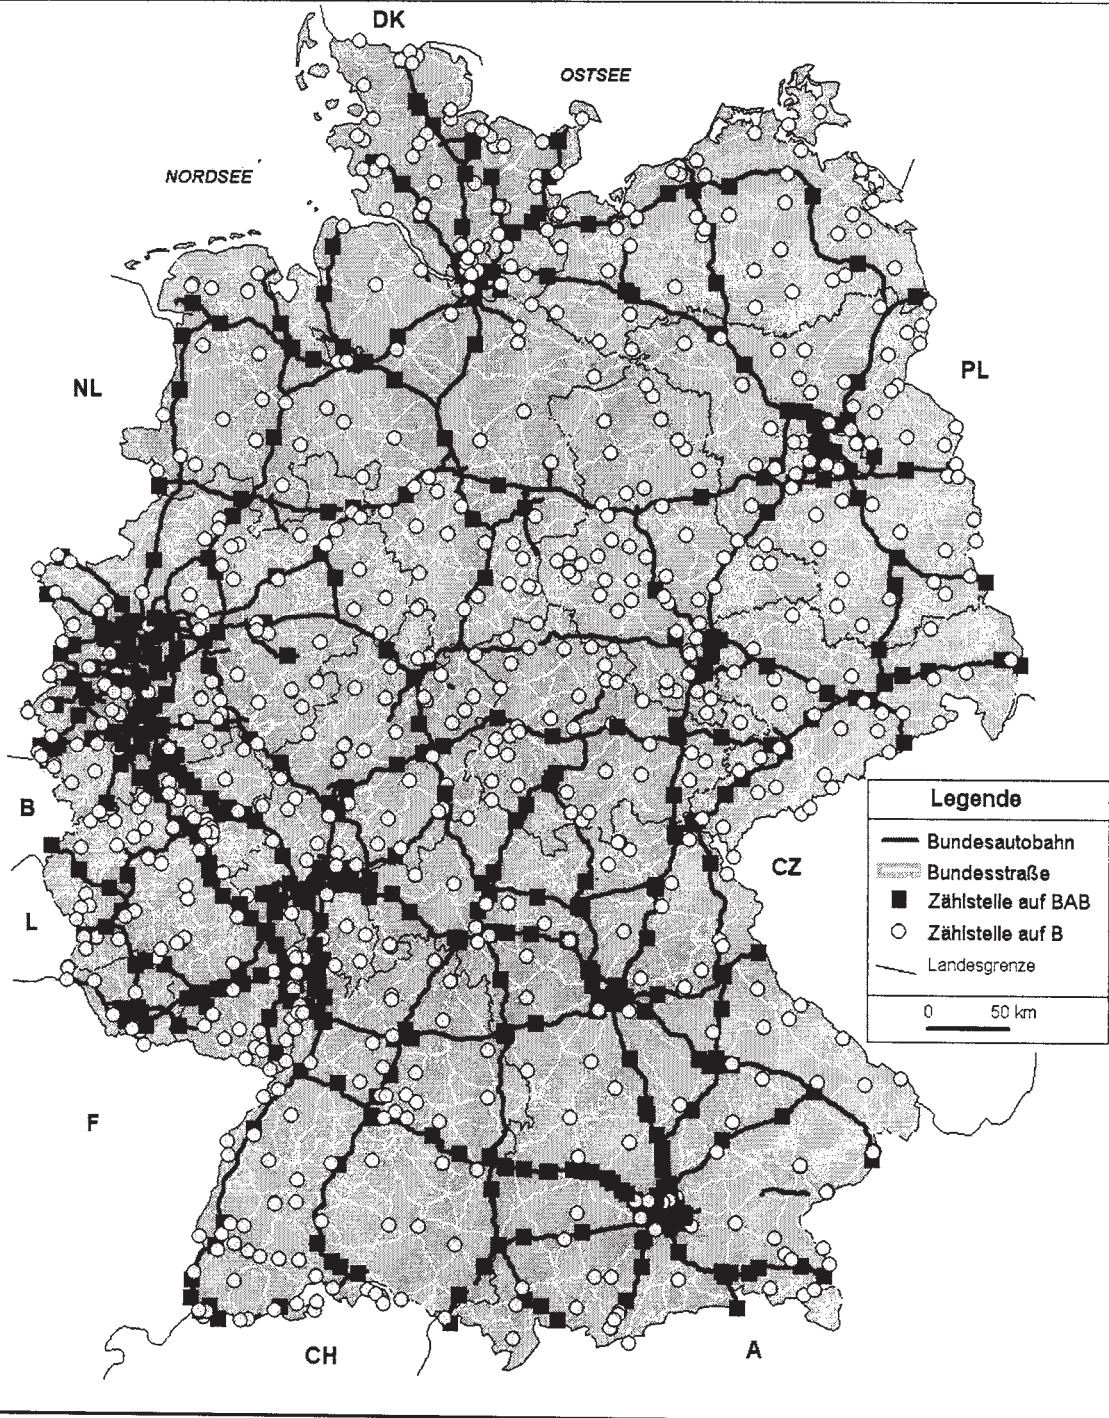 DK
OSTSEE
NORDSEE
NL
PL
B
L
CZ
F
CH
A
Legende
Bundesautobahn
Bundesstraße
Zählstelle auf BAB
Zählstelle auf B
Landesgrenze
0 50 km